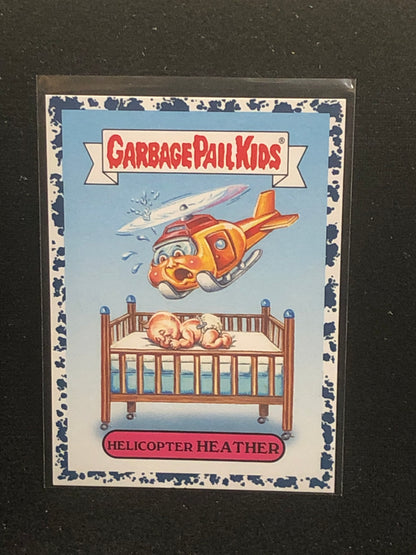 GARBAGE PAIL KIDS®
HELICOPTER HEATHER